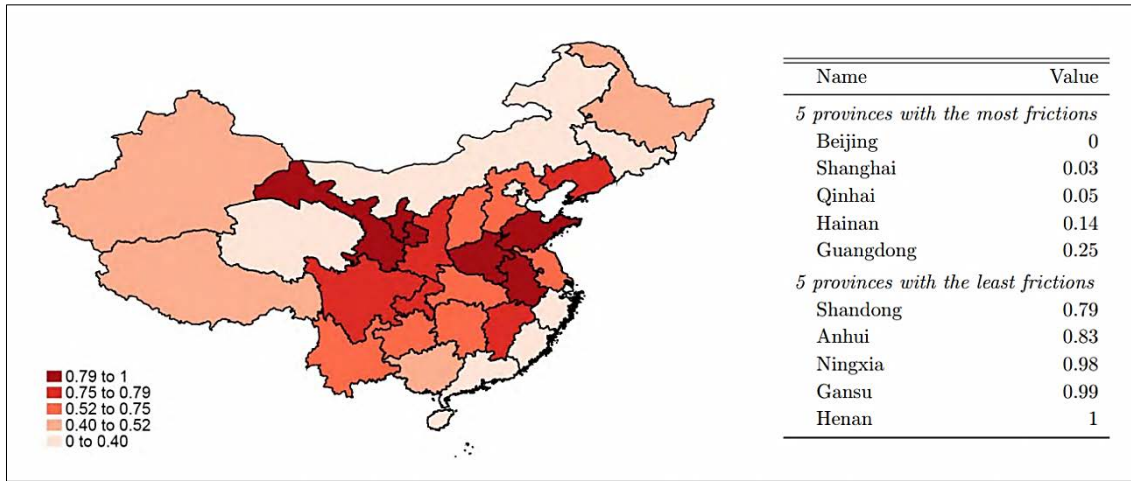 Name Value
5 provinces with the most frictions
Beijing 0
Shanghai 0.03
Qinhai 0.05
Hainan 0.14
Guangdong 0.25
5 provinces with the least frictions
Shandong 0.79
Anhui 0.83
Ningxia 0.98
Gansu 0.99
Henan 1
0.79 to 1
0.75 to 0.79
0.52 to 0.75
0.40 to 0.52
0 to 0.40